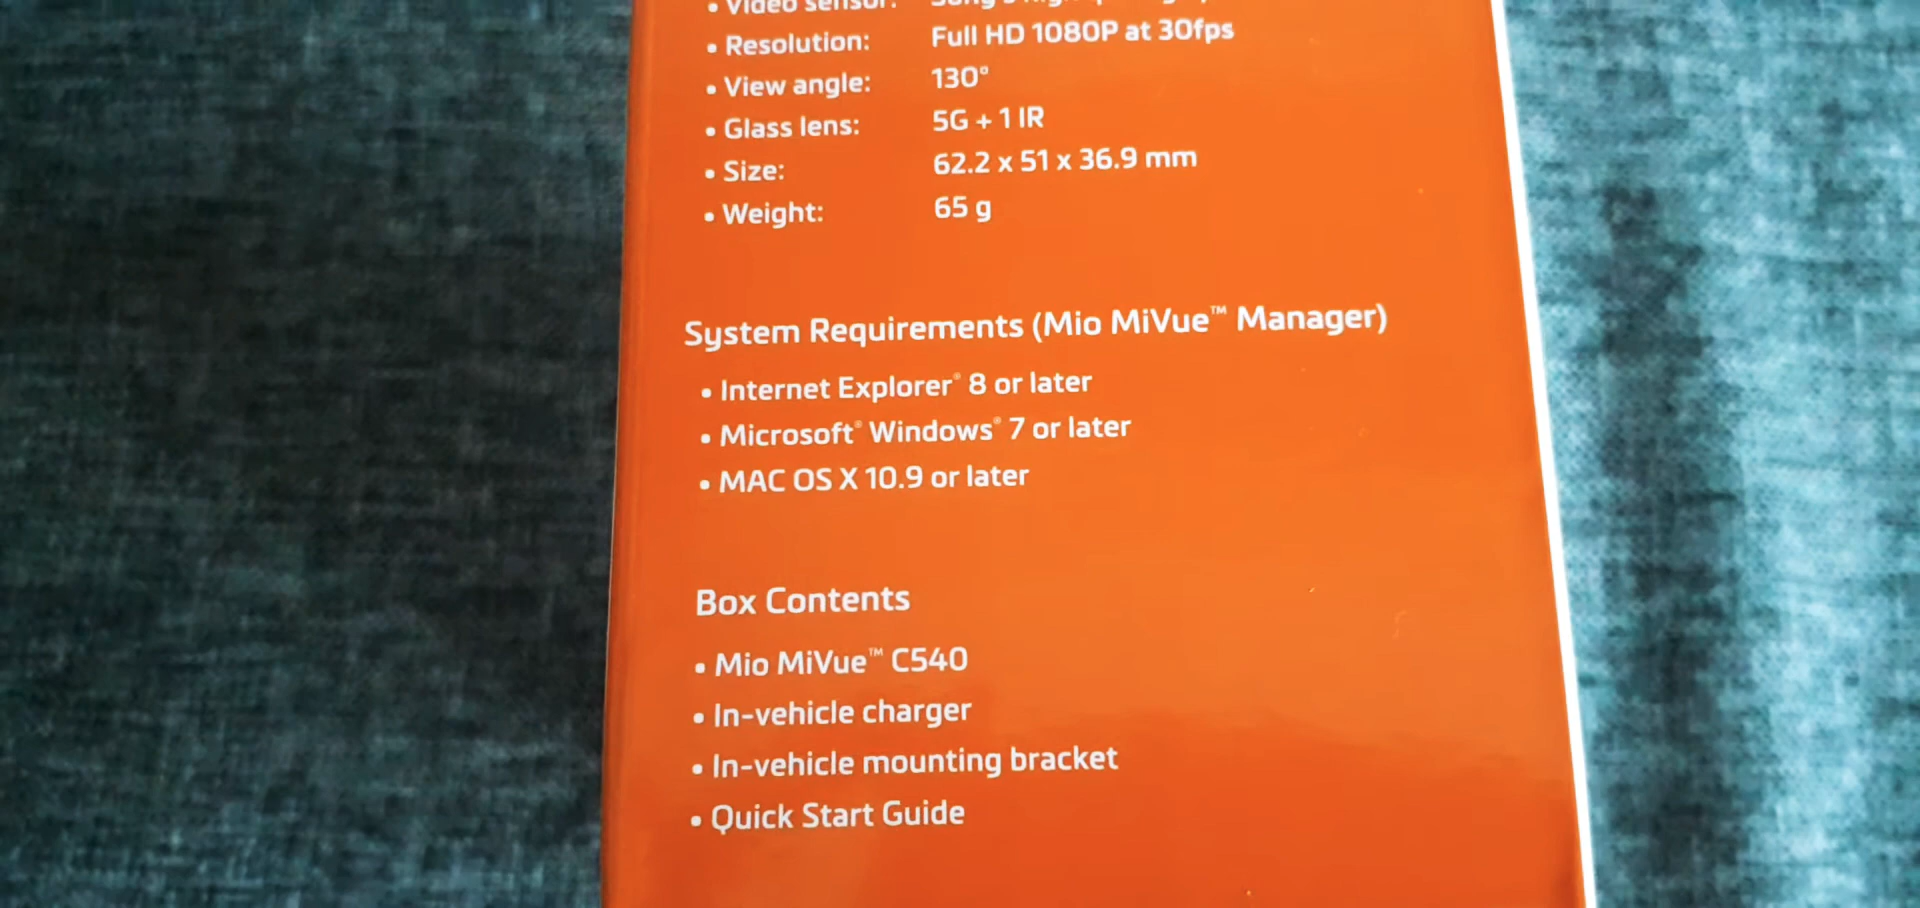 • Video sensor:
• Resolution: Full HD 1080P at 30fps
• View angle: 130°
• Glass lens: 5G + 1 IR
• Size: 62.2 x 51 x 36.9 mm
• Weight: 65 g
System Requirements (Mio MiVue™ Manager)
• Internet Explorer® 8 or later
• Microsoft® Windows® 7 or later
• MAC OS X 10.9 or later
Box Contents
• Mio MiVue™ C540
• In-vehicle charger
• In-vehicle mounting bracket
• Quick Start Guide